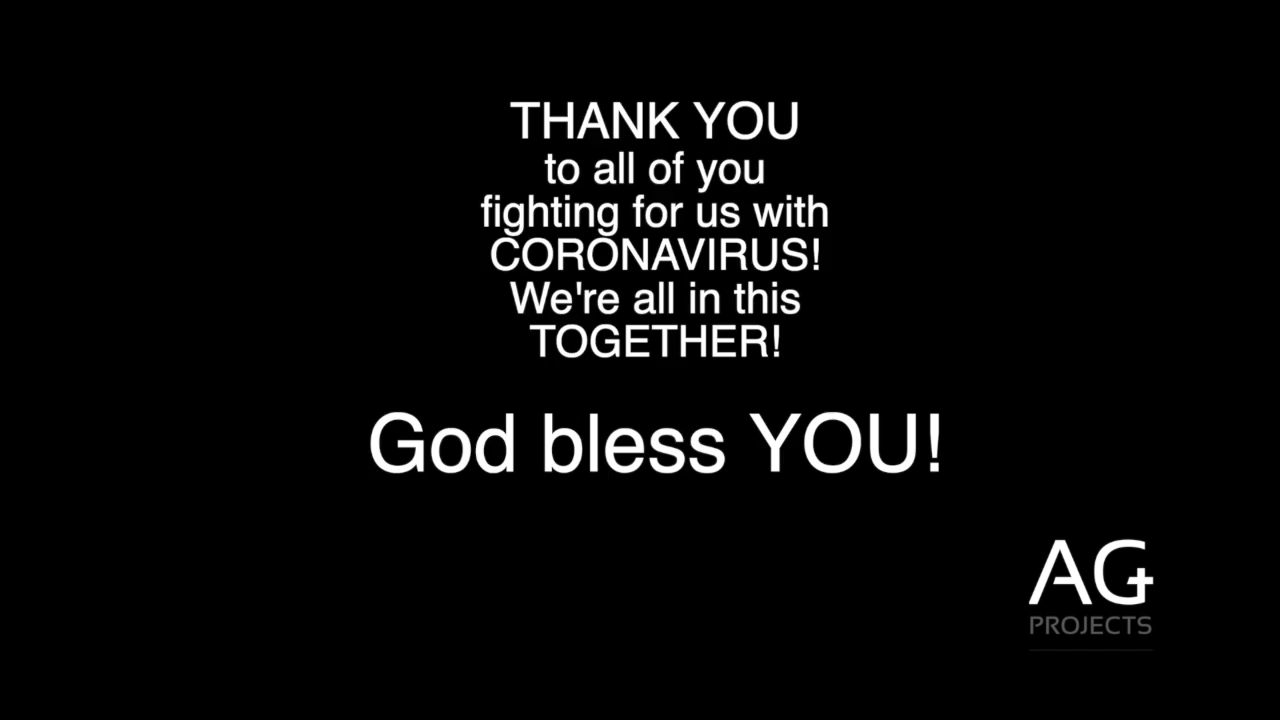 THANK YOU
to all of you
fighting for us with
CORONAVIRUS!
We're all in this
TOGETHER!
God bless YOU!
AG
PROJECTS